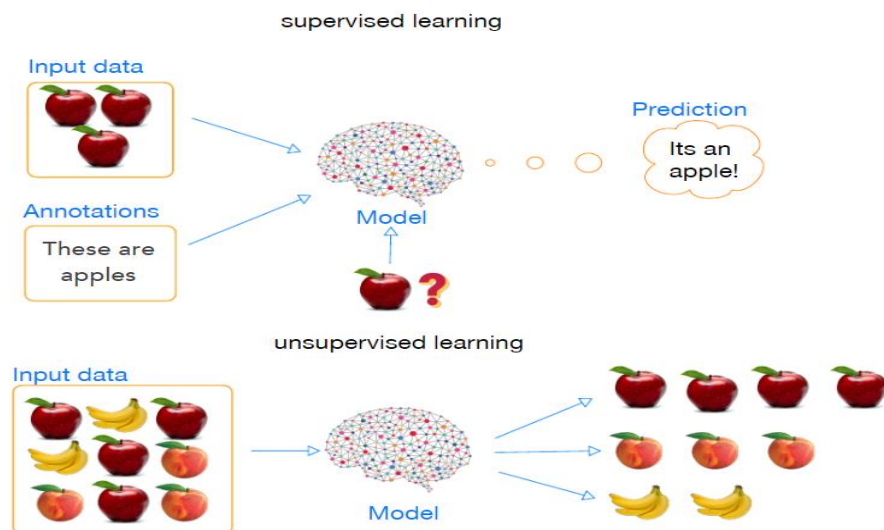 supervised learning
Input data
Annotations
These are
apples
Model
?
Prediction
Its an
apple!
unsupervised learning
Input data
Model